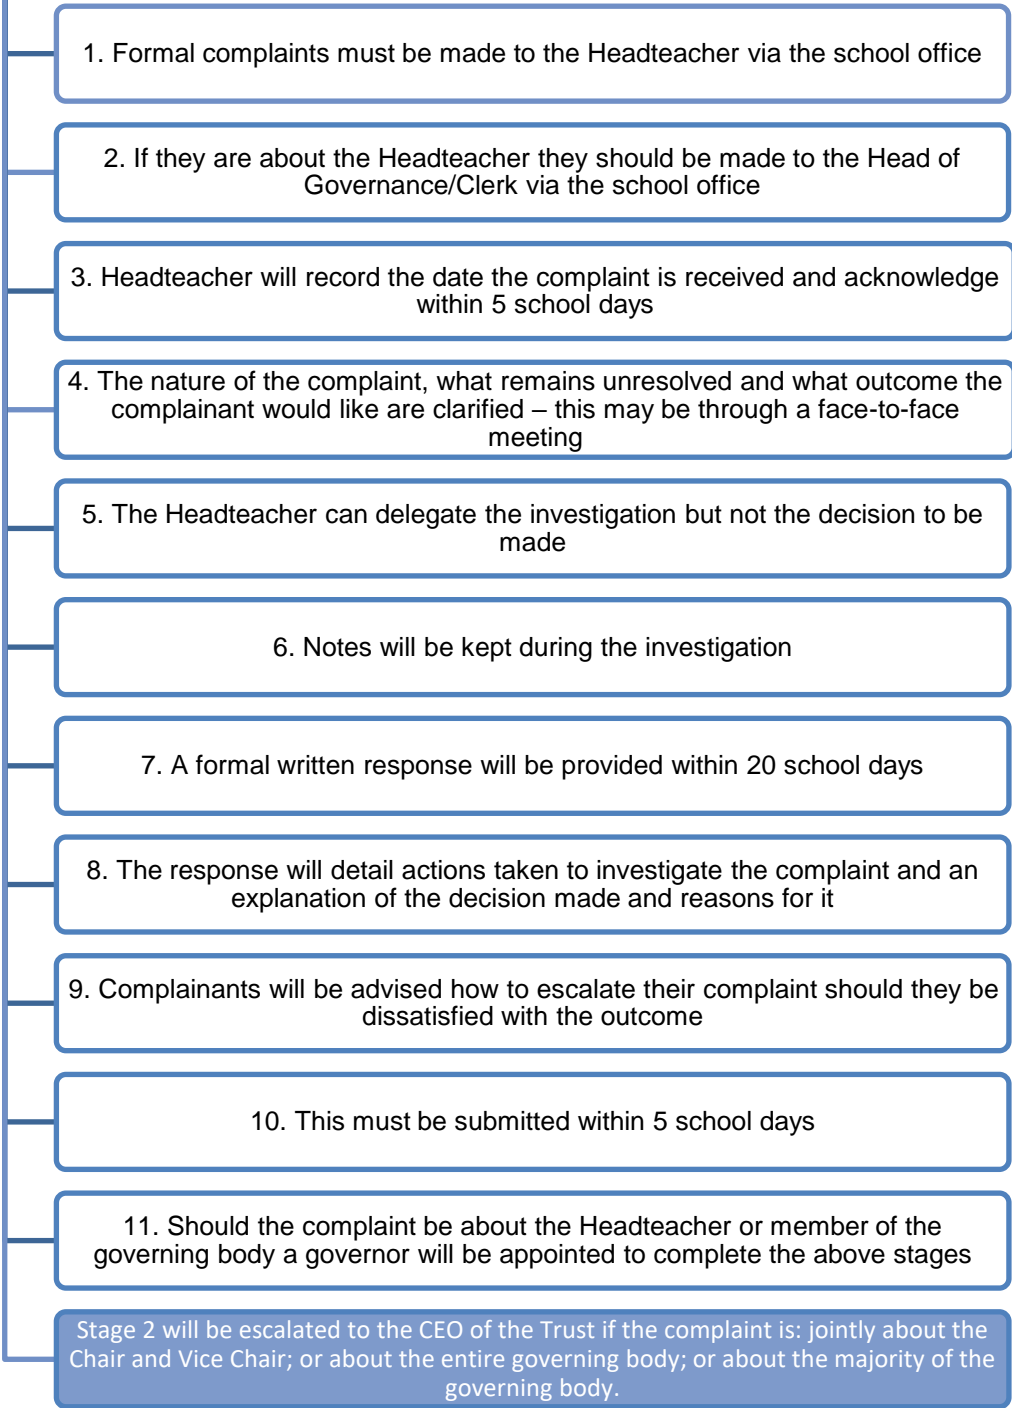 1. Formal complaints must be made to the Headteacher via the school office
2. If they are about the Headteacher they should be made to the Head of
Governance/Clerk via the school office
3. Headteacher will record the date the complaint is received and acknowledge
within 5 school days
4. The nature of the complaint, what remains unresolved and what outcome the
complainant would like are clarified – this may be through a face-to-face
meeting
5. The Headteacher can delegate the investigation but not the decision to be
made
6. Notes will be kept during the investigation
7. A formal written response will be provided within 20 school days
8. The response will detail actions taken to investigate the complaint and an
explanation of the decision made and reasons for it
9. Complainants will be advised how to escalate their complaint should they be
dissatisfied with the outcome
10. This must be submitted within 5 school days
11. Should the complaint be about the Headteacher or member of the
governing body a governor will be appointed to complete the above stages
Stage 2 will be escalated to the CEO of the Trust if the complaint is: jointly about the
Chair and Vice Chair; or about the entire governing body; or about the majority of the
governing body.